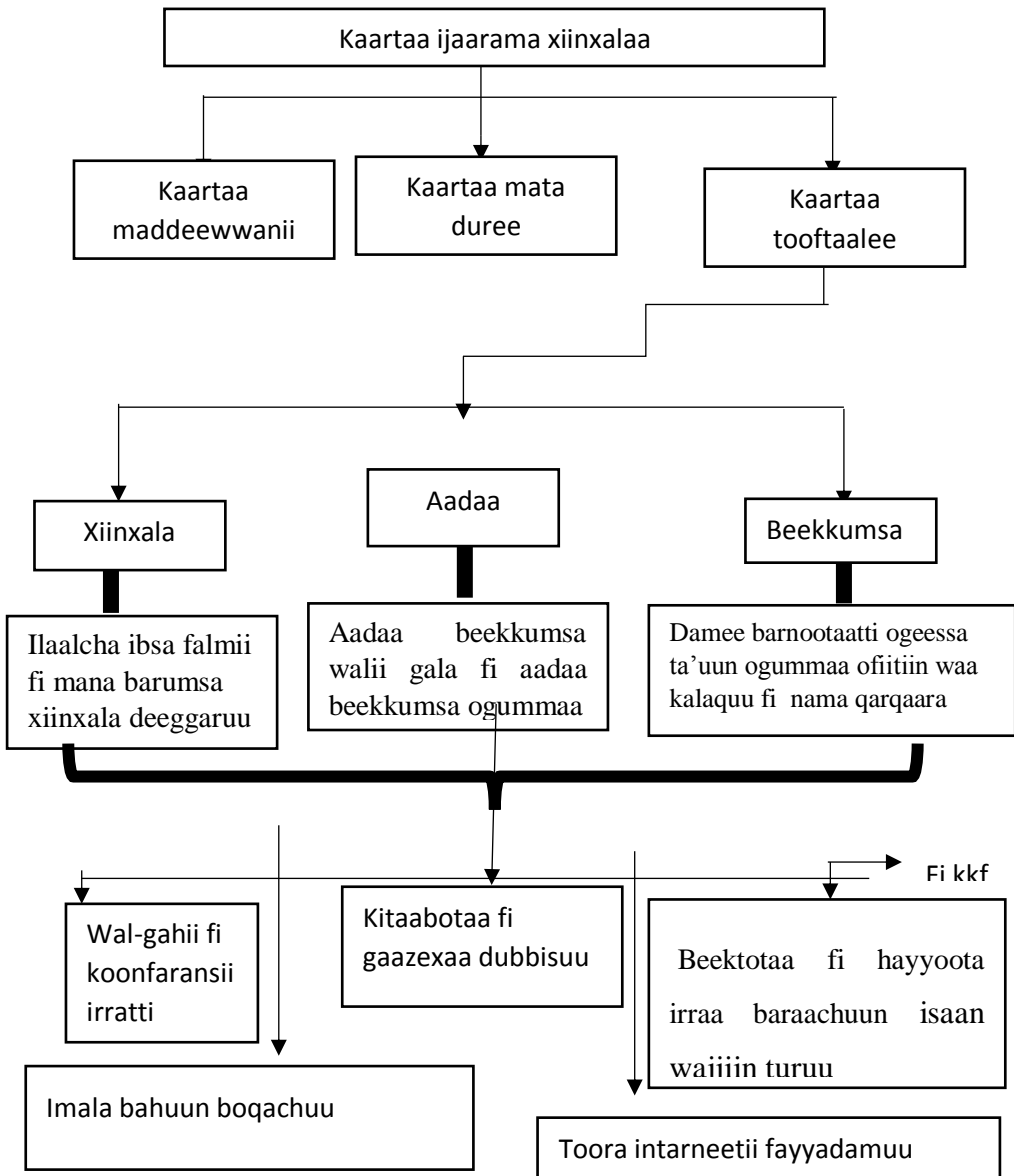 Kaartaa ijaarama xiinxalaa
Kaartaa
maddeewwanii
Kaartaa mata
duree
Kaartaa
tooftaalee
Xiinxala
Aadaa
Beekkumsa
Ilaalcha ibsa falmii
fi mana barumsa
xiinxala deeggaruu
Aadaa beekkumsa
walii gala fi aadaa
beekkumsa ogummaa
Damee barnootaatti ogeessa
ta’uun ogummaa ofiitiin waa
kalaquu fi nama qarqaara
Fi kkf
Wal-gahii fi
koonfaransii
irratti
Kitaabotaa fi
gaazexaa dubbisuu
Beektotaa fi hayyoota
irraa baraachuun isaan
wajjiin turuu
Imala bahuun boqachuu
Toora intarneetii fayyadamuu